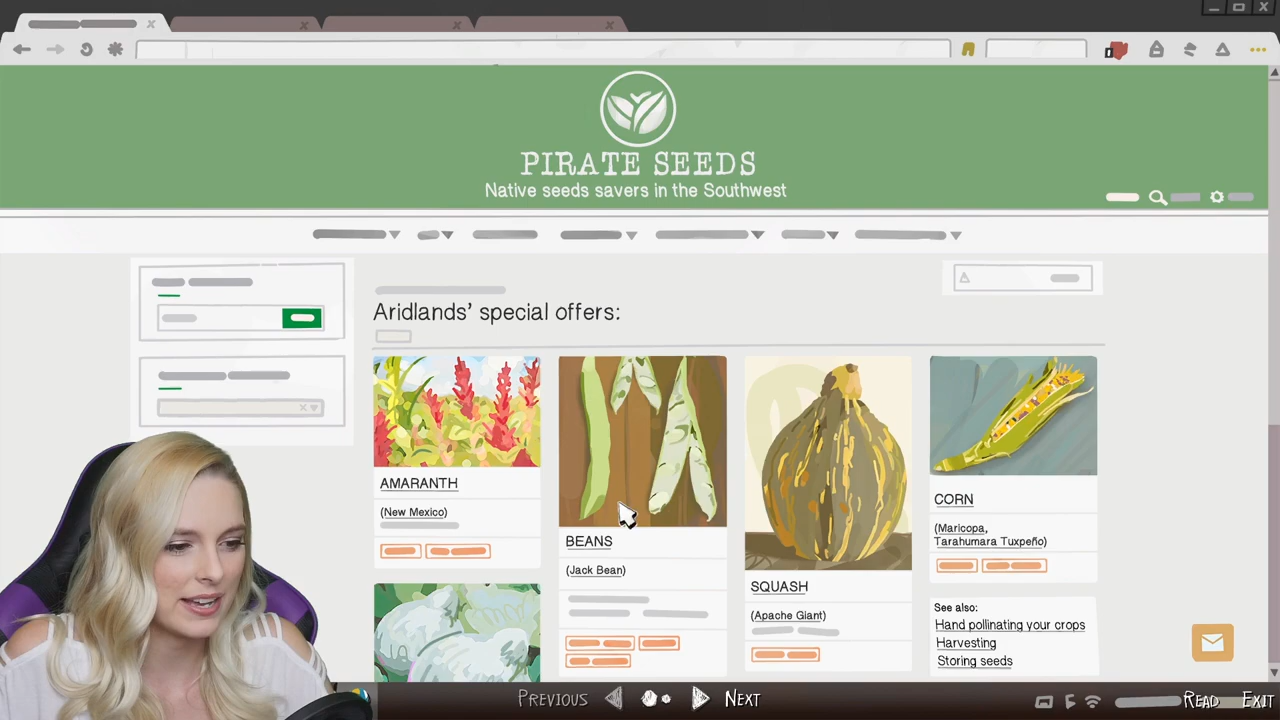 PIRATE SEEDS
Native seeds savers in the Southwest
Aridlands' special offers:
AMARANTH
(New Mexico)
BEANS
(Jack Bean)
SQUASH
(Apache Giant)
CORN
(Maricopa,
Tarahumara Tuxpeño)
See also:
Hand pollinating your crops
Harvesting
Storing seeds
PREVIOUS
NEXT
READ
EXIT